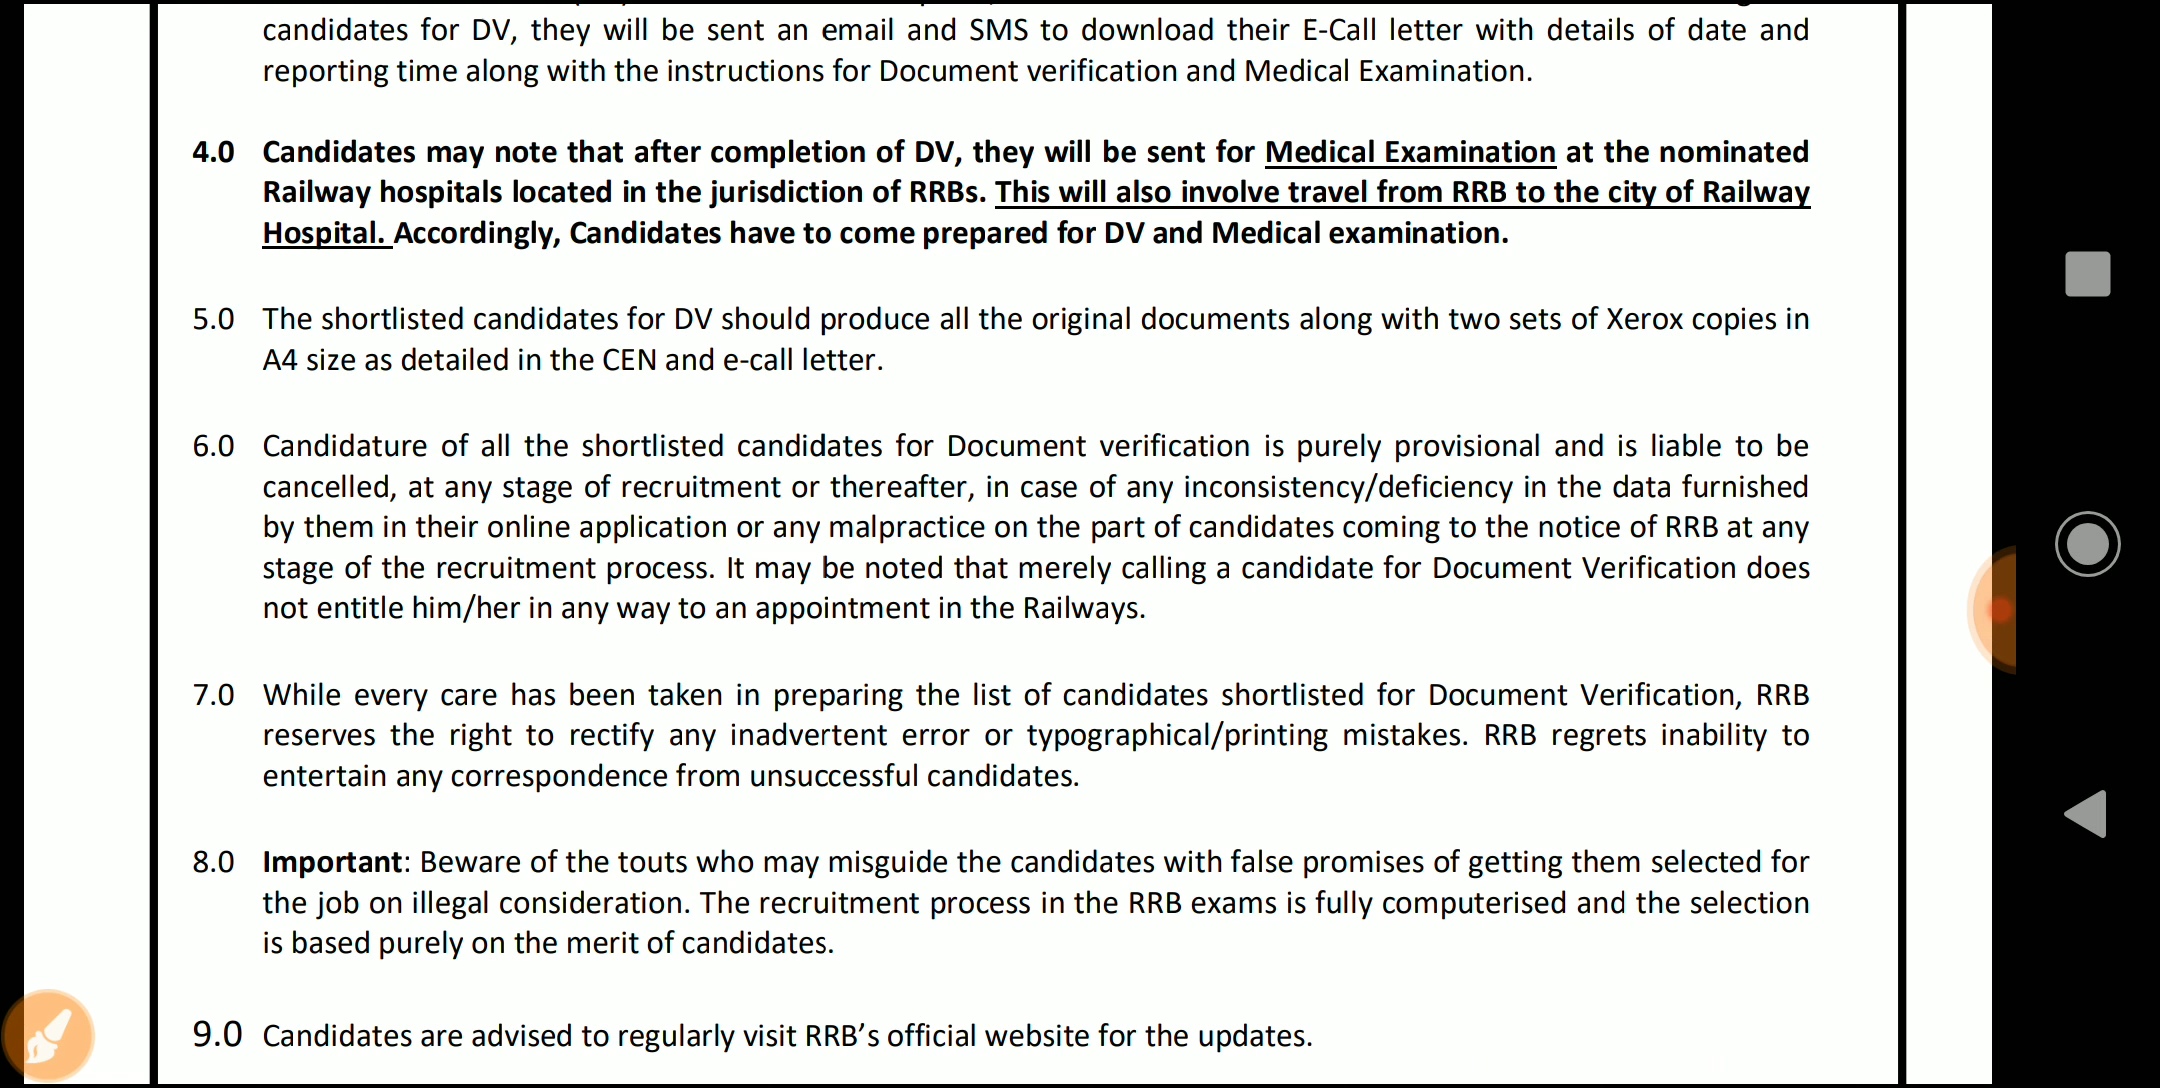 candidates for DV, they will be sent an email and SMS to download their E-Call letter with details of date and
reporting time along with the instructions for Document verification and Medical Examination.
4.0 Candidates may note that after completion of DV, they will be sent for Medical Examination at the nominated
Railway hospitals located in the jurisdiction of RRBs. This will also involve travel from RRB to the city of Railway
Hospital. Accordingly, Candidates have to come prepared for DV and Medical examination.
5.0 The shortlisted candidates for DV should produce all the original documents along with two sets of Xerox copies in
A4 size as detailed in the CEN and e-call letter.
6.0 Candidature of all the shortlisted candidates for Document verification is purely provisional and is liable to be
cancelled, at any stage of recruitment or thereafter, in case of any inconsistency/deficiency in the data furnished
by them in their online application or any malpractice on the part of candidates coming to the notice of RRB at any
stage of the recruitment process. It may be noted that merely calling a candidate for Document Verification does
not entitle him/her in any way to an appointment in the Railways.
7.0 While every care has been taken in preparing the list of candidates shortlisted for Document Verification, RRB
reserves the right to rectify any inadvertent error or typographical/printing mistakes. RRB regrets inability to
entertain any correspondence from unsuccessful candidates.
8.0 Important: Beware of the touts who may misguide the candidates with false promises of getting them selected for
the job on illegal consideration. The recruitment process in the RRB exams is fully computerised and the selection
is based purely on the merit of candidates.
9.0 Candidates are advised to regularly visit RRB’s official website for the updates.